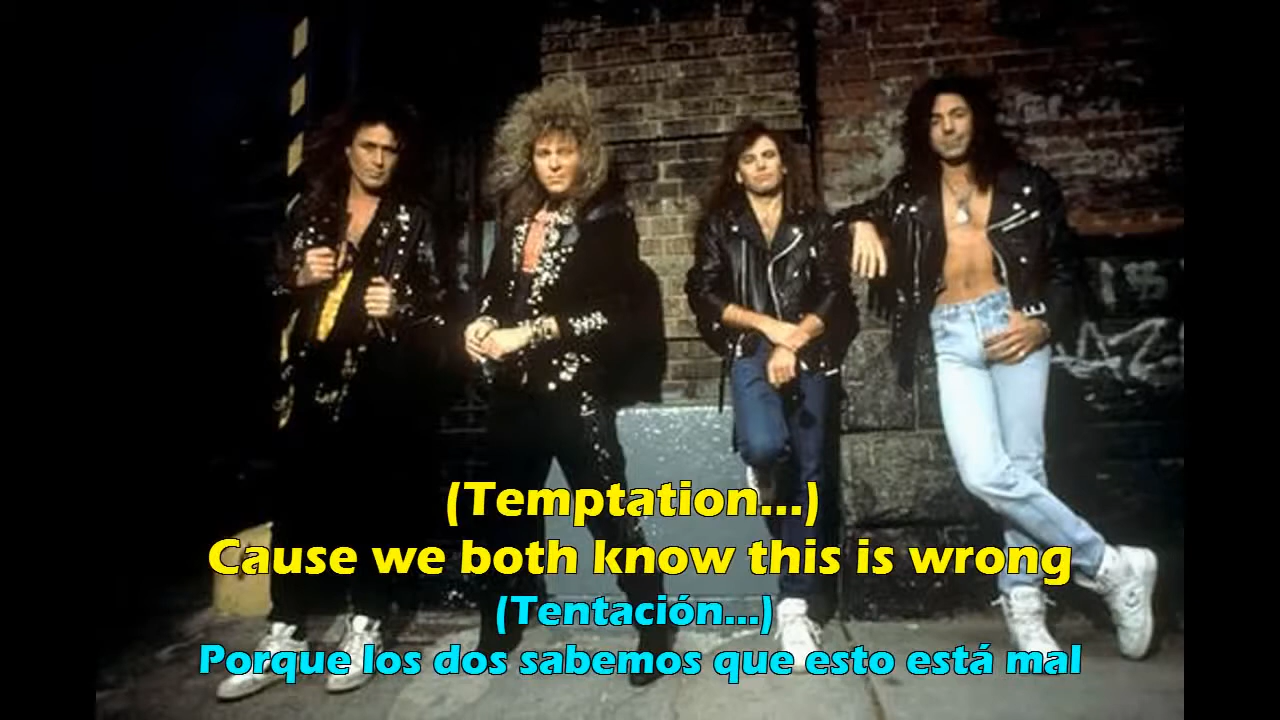 (Temptation...)
Cause we both know this is wrong
(Tentación...)
Porque los dos sabemos que esto está mal